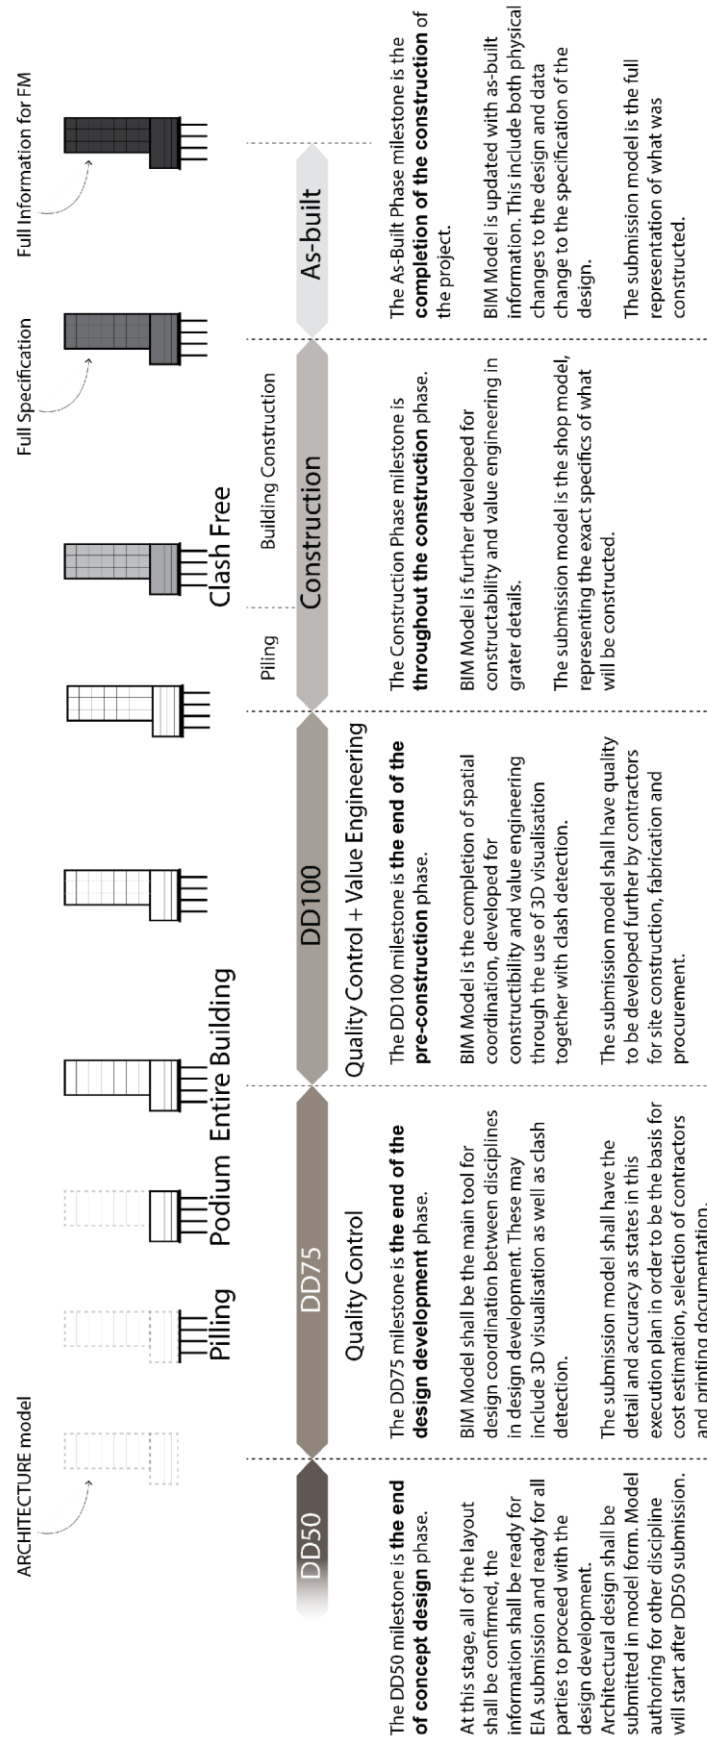 ARCHITECTURE model
Full Specification
Full Information for FM
Pilling
Podium
Entire Building
Clash Free
Piling
Building Construction
DD50
DD75
DD100
Construction
As-built
Quality Control
Quality Control + Value Engineering
The DD50 milestone is the end
of concept design phase.
At this stage, all of the layout
shall be confirmed, the
information shall be ready for
EIA submission and ready for all
parties to proceed with the
design development.
Architectural design shall be
submitted in model form. Model
authoring for other discipline
will start after DD50 submission.
The DD75 milestone is the end of the
design development phase.
BIM Model shall be the main tool for
design coordination between disciplines
in design development. These may
include 3D visualisation as well as clash
detection.
The submission model shall have the
detail and accuracy as states in this
execution plan in order to be the basis for
cost estimation, selection of contractors
and printing documentation.
The DD100 milestone is the end of the
pre-construction phase.
BIM Model is the completion of spatial
coordination, developed for
constructibility and value engineering
through the use of 3D visualisation
together with clash detection.
The submission model shall have quality
to be developed further by contractors
for site construction, fabrication and
procurement.
The Construction Phase milestone is
throughout the construction phase.
BIM Model is further developed for
constructability and value engineering in
grater details.
The submission model is the shop model,
representing the exact specifics of what
will be constructed.
The As-Built Phase milestone is the
completion of the construction of
the project.
BIM Model is updated with as-built
information. This include both physical
changes to the design and data
change to the specification of the
design.
The submission model is the full
representation of what was
constructed.